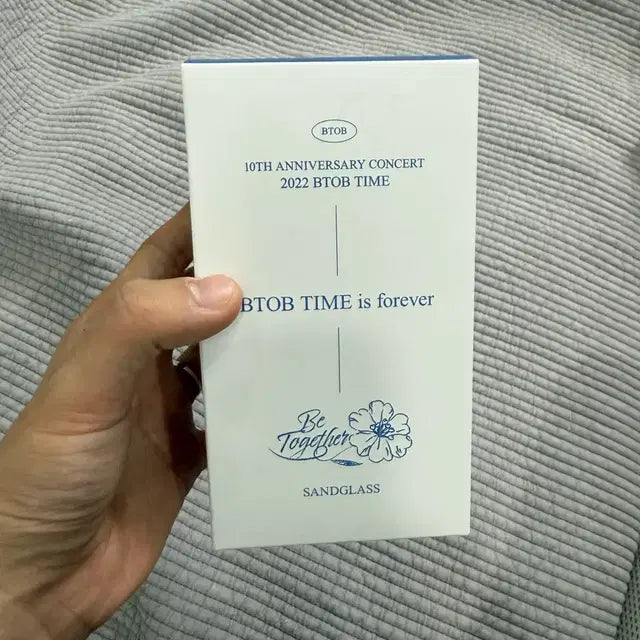 BTOB
10TH ANNIVERSARY CONCERT
2022 BTOB TIME
BTOB TIME is forever
Be
Together
SANDGLASS